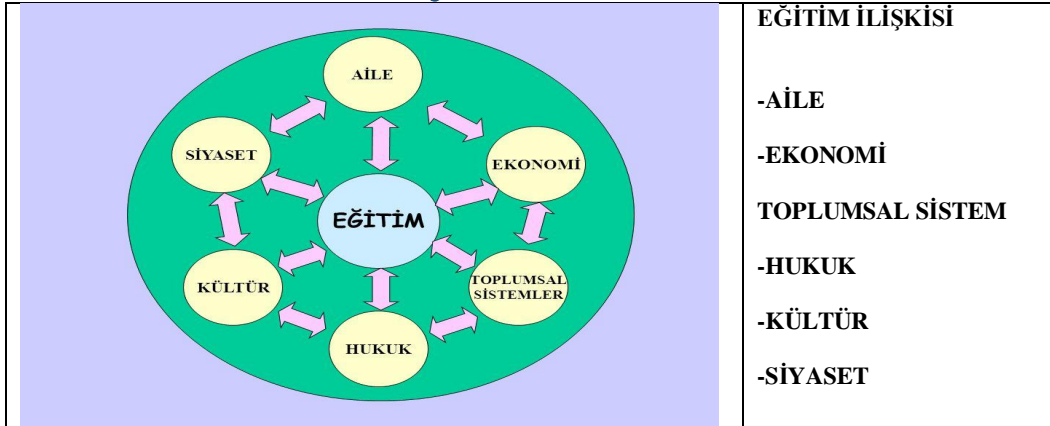 AİLE
SİYASET
EKONOMİ
EĞİTİM
KÜLTÜR
TOPLUMSAL
SİSTEMLER
HUKUK
EĞİTİM İLİŞKİSİ
-AİLE
-EKONOMİ
TOPLUMSAL SİSTEM
-HUKUK
-KÜLTÜR
-SİYASET